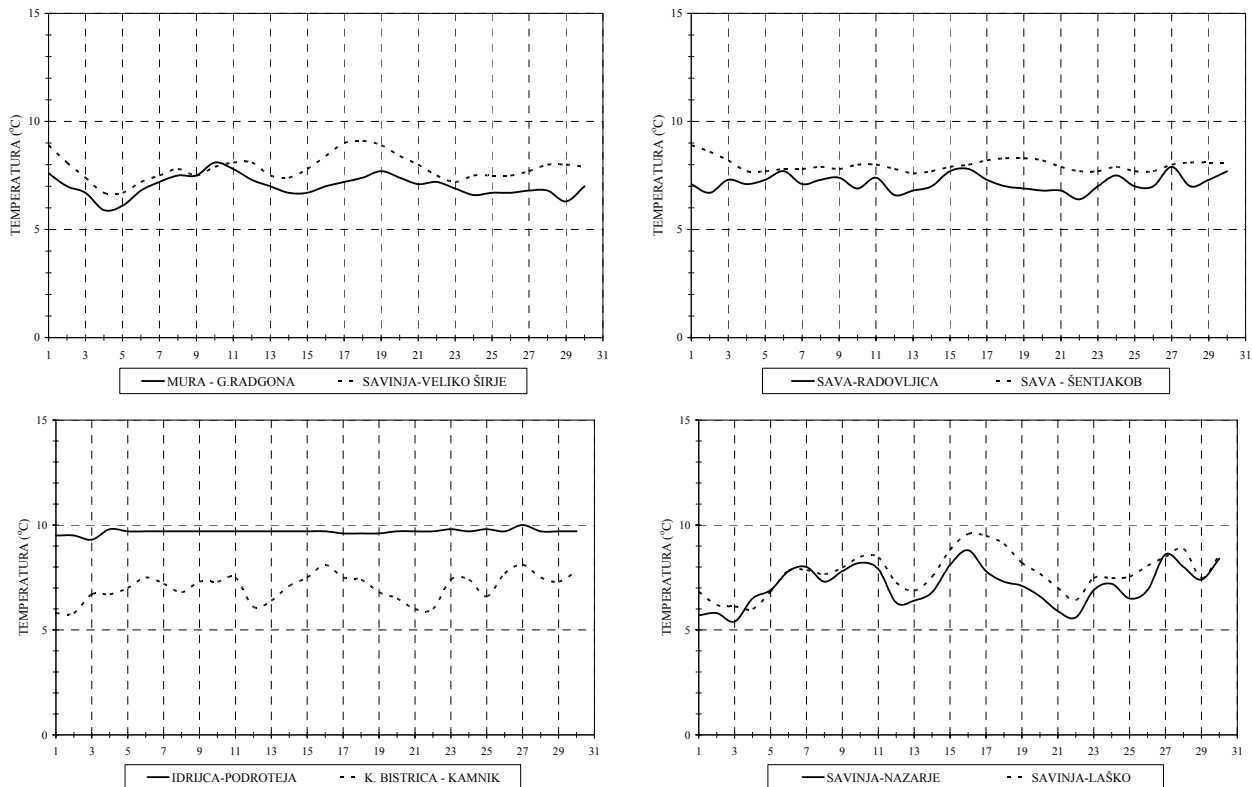 15
10
5
0
TEMPERATURA (°C)
1 3 5 7 9 11 13 15 17 19 21 23 25 27 29 31
MURA - G.RADGONA SAVINJA-VELIKO ŠIRJE
15
10
5
0
TEMPERATURA (°C)
1 3 5 7 9 11 13 15 17 19 21 23 25 27 29 31
SAVA-RADOVLJICA SAVA - ŠENTJAKOB
15
10
5
0
TEMPERATURA (°C)
1 3 5 7 9 11 13 15 17 19 21 23 25 27 29 31
IDRIJCA-PODROTEJA K. BISTRICA - KAMNIK
15
10
5
0
TEMPERATURA (°C)
1 3 5 7 9 11 13 15 17 19 21 23 25 27 29 31
SAVINJA-NAZARJE SAVINJA-LAŠKO